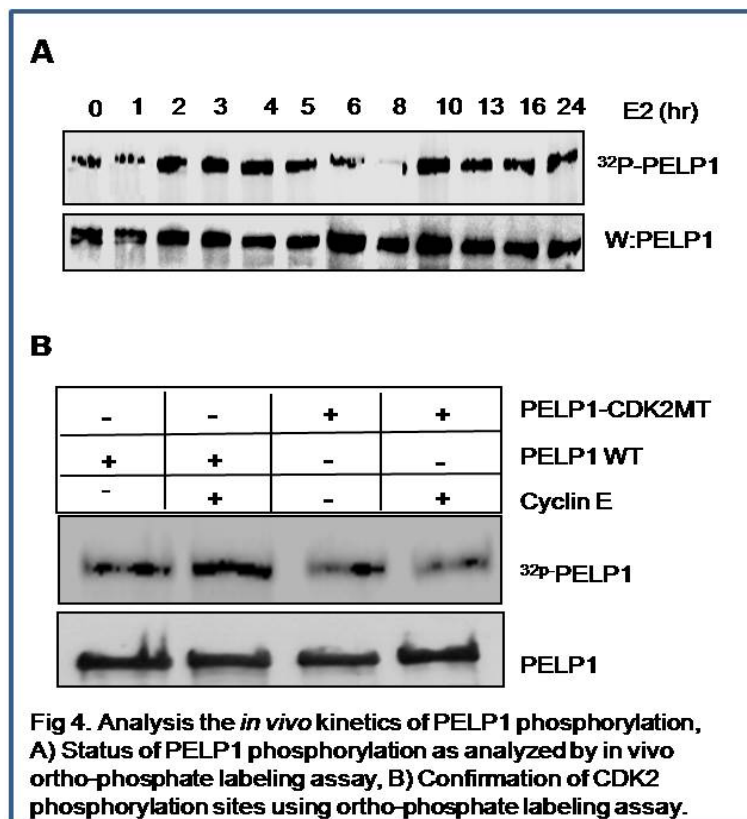 A
0 1 2 3 4 5 6 8 10 13 16 24 E2 (hr)
32P-PELP1
W:PELP1
B
- - + + PELP1-CDK2MT
+ + - - PELP1 WT
- + - + Cyclin E
32P-PELP1
PELP1
Fig 4. Analysis the in vivo kinetics of PELP1 phosphorylation,
A) Status of PELP1 phosphorylation as analyzed by in vivo
ortho-phosphate labeling assay, B) Confirmation of CDK2
phosphorylation sites using ortho-phosphate labeling assay.